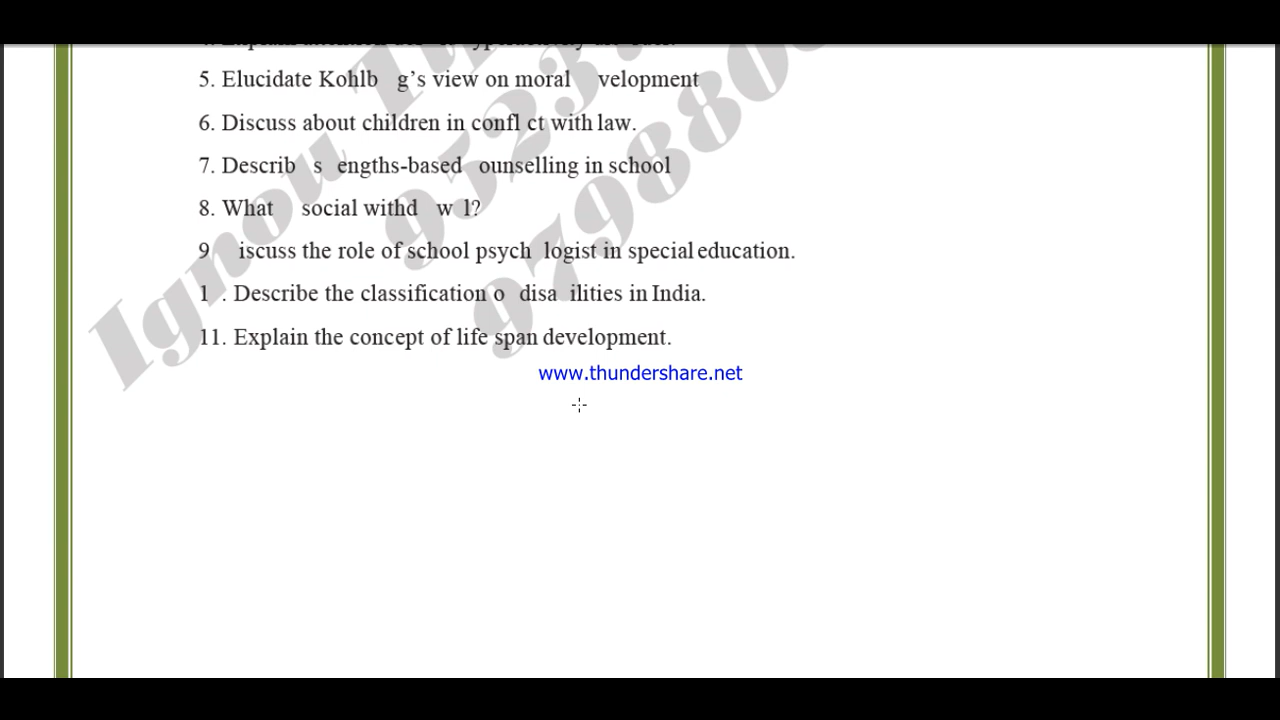 5. Elucidate Kohlb g's view on moral velopment
6. Discuss about children in confl ct with law.
7. Describ s engths-based ounselling in school
8. What social withd w l?
9 iscuss the role of school psych logist in special education.
1 . Describe the classification o disa ilities in India.
11. Explain the concept of life span development.
www.thundershare.net
Ignou